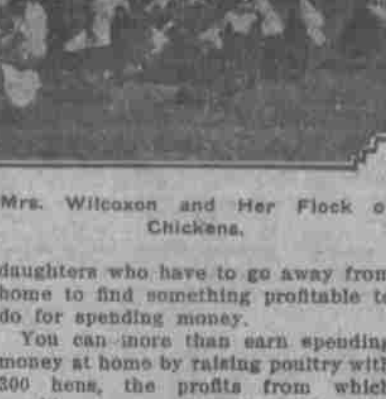 Mrs. Wilcoxon and Her Flock o
Chickens.
daughters who have to go away from
home to find something profitable to
do for spending money.
You can more than earn spending
money at home by raising poultry with
300 hens, the profits from which